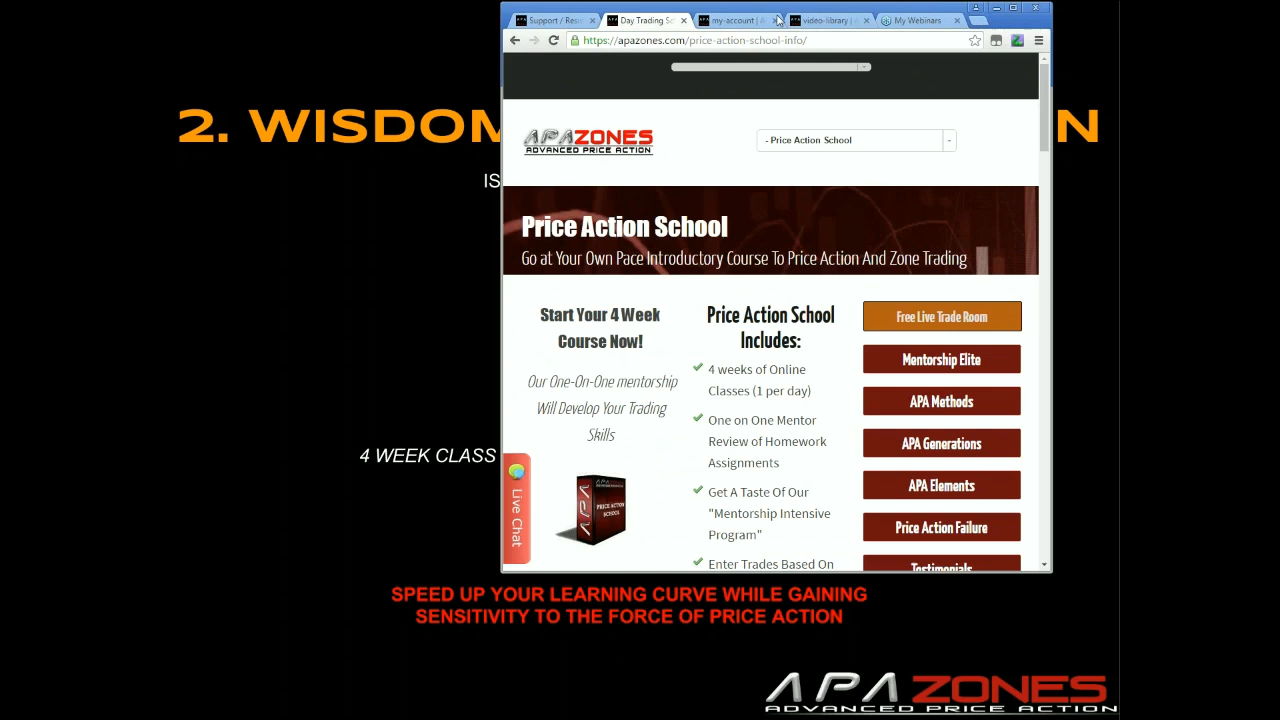 Support / Resi
Day Trading Sc
my-account |
video-library |
My Webinars
https://apazones.com/price-action-school-info/
2. WISDOM
N
APAZONES
ADVANCED PRICE ACTION
- Price Action School
IS
Price Action School
Go at Your Own Pace Introductory Course To Price Action And Zone Trading
Start Your 4 Week
Course Now!
Our One-On-One mentorship
Will Develop Your Trading
Skills
APA
PRICE ACTION
SCHOOL
Price Action School
Includes:
4 weeks of Online
Classes (1 per day)
One on One Mentor
Review of Homework
Assignments
Get A Taste Of Our
"Mentorship Intensive
Program"
Enter Trades Based On
Free Live Trade Room
Mentorship Elite
APA Methods
APA Generations
APA Elements
Price Action Failure
Testimonials
4 WEEK CLASS
Live Chat
SPEED UP YOUR LEARNING CURVE WHILE GAINING
SENSITIVITY TO THE FORCE OF PRICE ACTION
APAZONES
ADVANCED PRICE ACTION